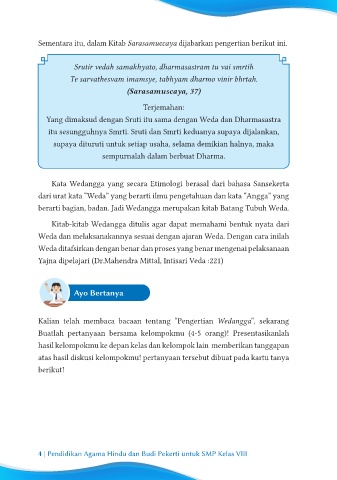 Sementara itu, dalam Kitab Sarasamuccaya dijabarkan pengertian berikut ini.
Srutir vedah samakhyato, dharmasastram tu vai smrtih
Te sarvathesvam imamsye, tabhyam dharmo vinir bhrtah.
(Sarasamuscaya, 37)
Terjemahan:
Yang dimaksud dengan Sruti itu sama dengan Weda dan Dharmasastra
itu sesungguhnya Smrti. Sruti dan Smrti keduanya supaya dijalankan,
supaya dituruti untuk setiap usaha, selama demikian halnya, maka
sempurnalah dalam berbuat Dharma.
Kata Wedangga yang secara Etimologi berasal dari bahasa Sansekerta
dari urat kata "Weda" yang berarti ilmu pengetahuan dan kata "Angga" yang
berarti bagian, badan. Jadi Wedangga merupakan kitab Batang Tubuh Weda.
Kitab-kitab Wedangga ditulis agar dapat memahami bentuk nyata dari
Weda dan melaksanakannya sesuai dengan ajaran Weda. Dengan cara inilah
Weda ditafsirkan dengan benar dan proses yang benar mengenai pelaksanaan
Yajna dipelajari (Dr.Mahendra Mittal, Intisari Veda :221)
Ayo Bertanya
Kalian telah membaca bacaan tentang "Pengertian Wedangga", sekarang
Buatlah pertanyaan bersama kelompokmu (4-5 orang)! Presentasikanlah
hasil kelompokmu ke depan kelas dan kelompok lain memberikan tanggapan
atas hasil diskusi kelompokmu! pertanyaan tersebut dibuat pada kartu tanya
berikut!
4 | Pendidikan Agama Hindu dan Budi Pekerti untuk SMP Kelas VIII